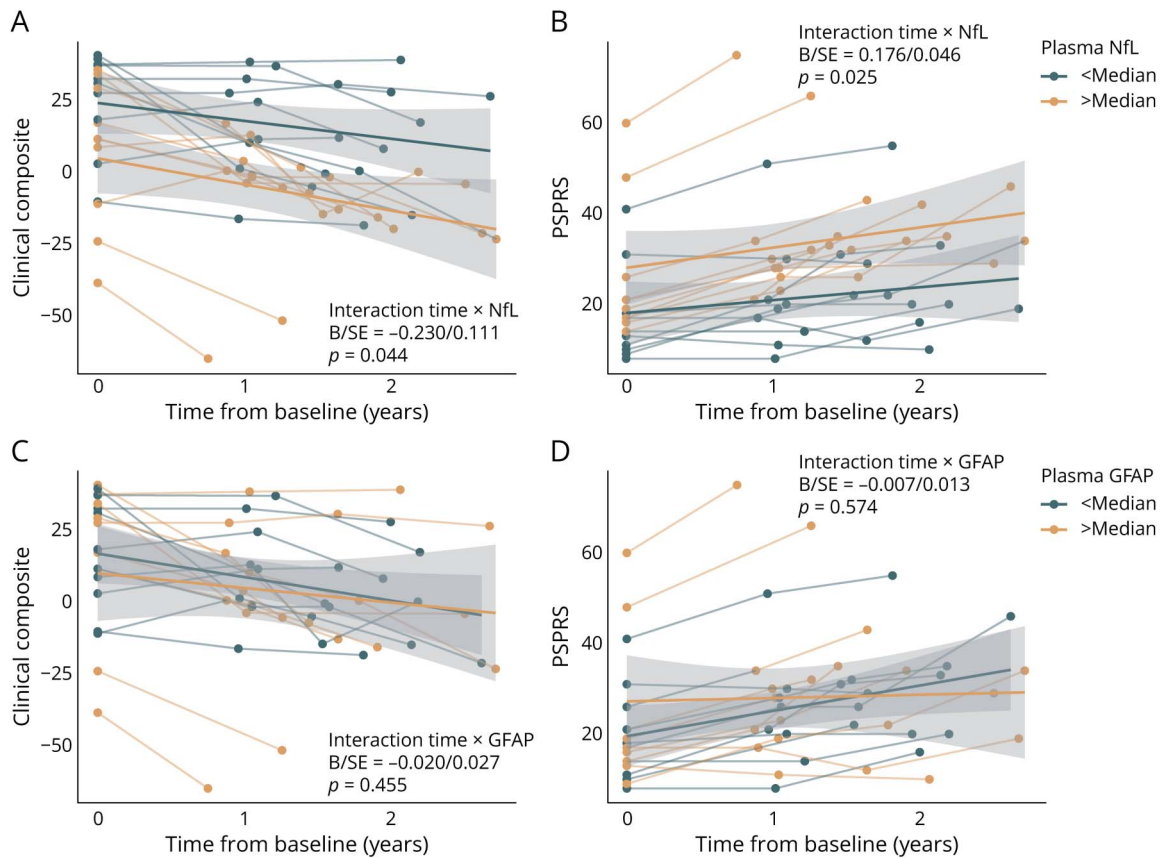 A
Clinical composite
25
0
−25
−50
Interaction time × NfL
B/SE = −0.230/0.111
p = 0.044
0 1 2
Time from baseline (years)
B
PSPRS
60
40
20
Interaction time × NfL
B/SE = 0.176/0.046
p = 0.025
0 1 2
Time from baseline (years)
Plasma NfL
<Median
>Median
C
Clinical composite
25
0
−25
−50
Interaction time × GFAP
B/SE = −0.020/0.027
p = 0.455
0 1 2
Time from baseline (years)
D
PSPRS
60
40
20
Interaction time × GFAP
B/SE = −0.007/0.013
p = 0.574
0 1 2
Time from baseline (years)
Plasma GFAP
<Median
>Median